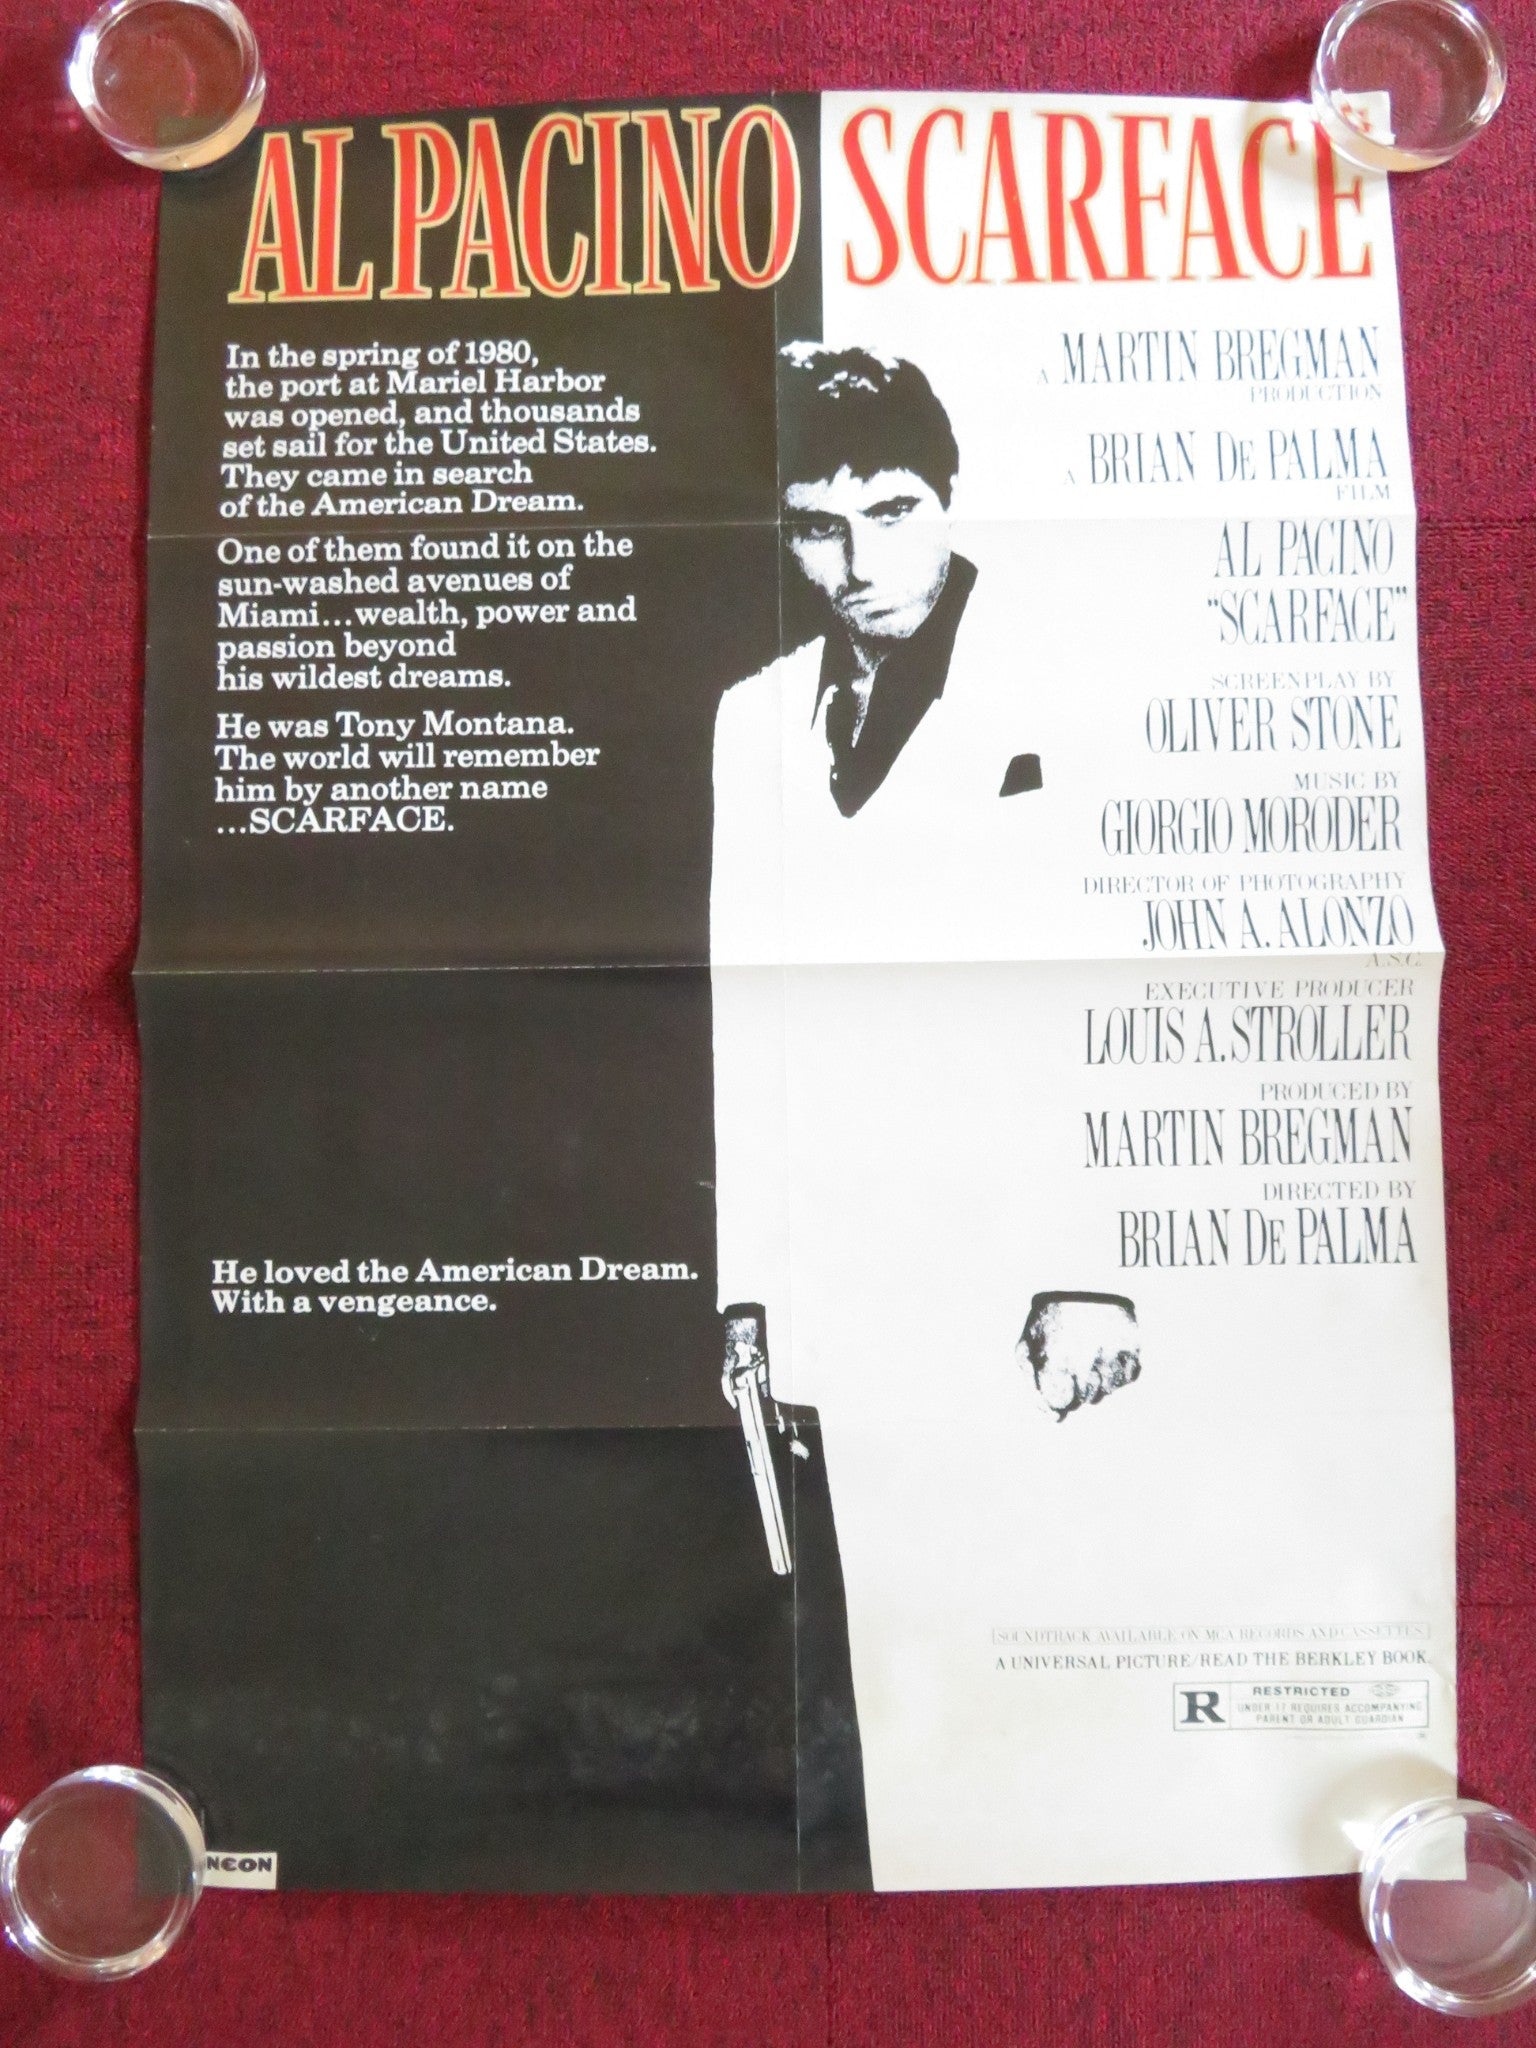 AL PACINO SCARFACE
In the spring of 1980,
the port at Mariel Harbor
was opened, and thousands
set sail for the United States.
They came in search
of the American Dream.
One of them found it on the
sun-washed avenues of
Miami...wealth, power and
passion beyond
his wildest dreams.
He was Tony Montana.
The world will remember
him by another name
...SCARFACE.
He loved the American Dream.
With a vengeance.
A MARTIN BREGMAN
PRODUCTION
A BRIAN DE PALMA
FILM
AL PACINO
"SCARFACE"
SCREENPLAY BY
OLIVER STONE
MUSIC BY
GIORGIO MORODER
DIRECTOR OF PHOTOGRAPHY
JOHN A. ALONZO
A.S.C.
EXECUTIVE PRODUCER
LOUIS A. STROLLER
PRODUCED BY
MARTIN BREGMAN
DIRECTED BY
BRIAN DE PALMA
SOUNDTRACK AVAILABLE ON MCA RECORDS AND CASSETTES
A UNIVERSAL PICTURE/READ THE BERKLEY BOOK
R RESTRICTED
UNDER 17 REQUIRES ACCOMPANYING
PARENT OR ADULT GUARDIAN
NEON